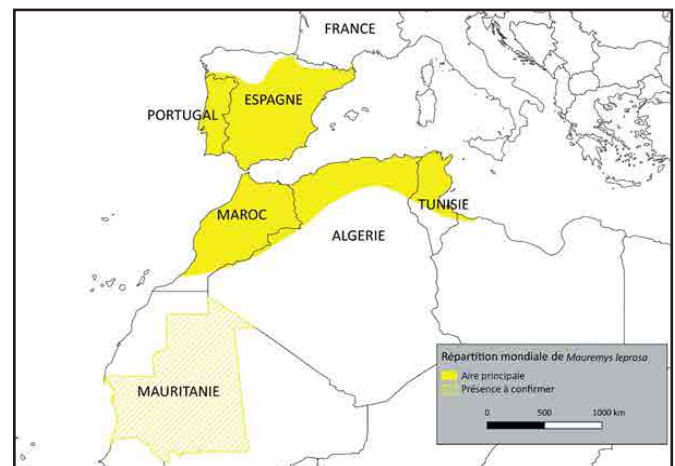 FRANCE
ESPAGNE
PORTUGAL
TUNISIE
MAROC
ALGERIE
MAURITANIE
Répartition mondiale de Mauremys leprosa
Aire principale
Présence à confirmer
0 500 1000 km